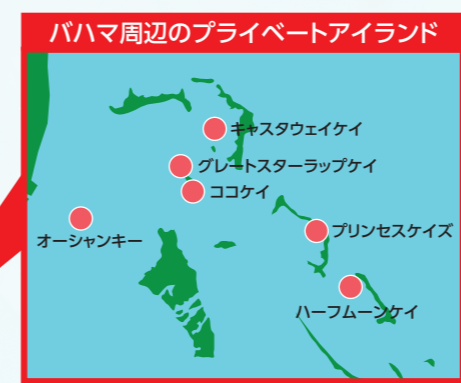 バハマ周辺のプライベートアイランド
キャスタウェイケイ
グレートスターラップケイ
ココケイ
オーシャンキー
プリンセスケイズ
ハーフムーンケイ